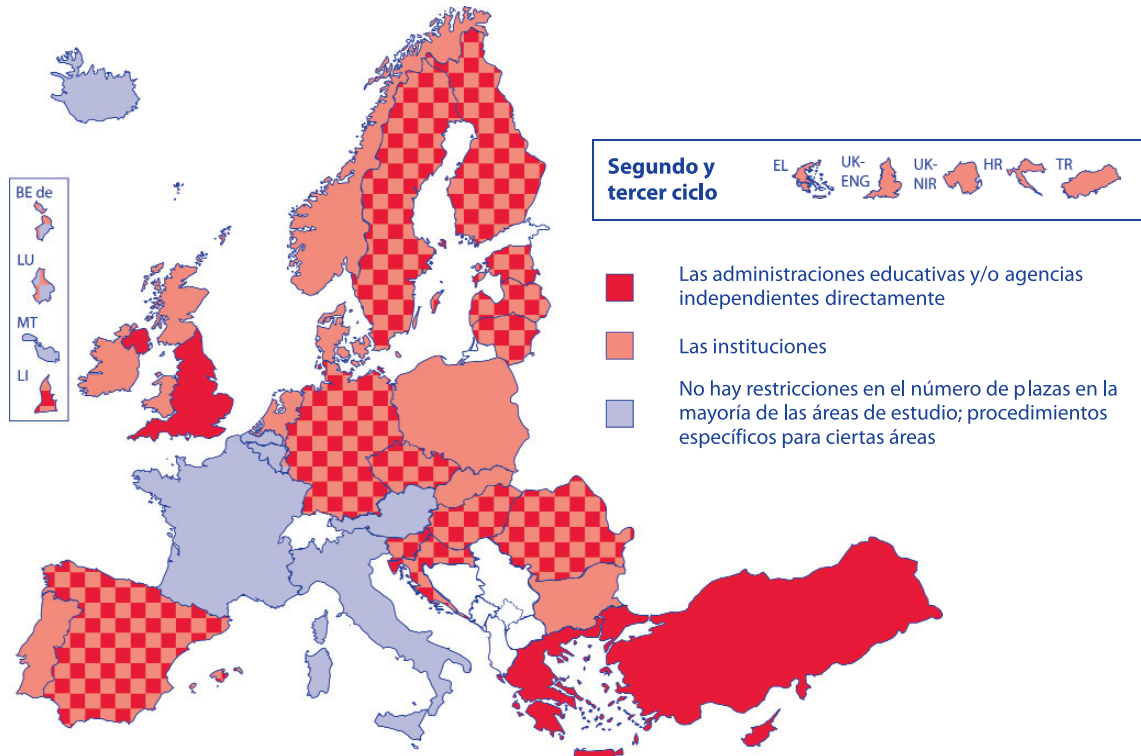 Segundo y
tercer ciclo
EL
UK-
ENG
UK-
NIR
HR
TR
BE de
LU
MT
LI
Las administraciones educativas y/o agencias
independientes directamente
Las instituciones
No hay restricciones en el número de plazas en la
mayoría de las áreas de estudio; procedimientos
específicos para ciertas áreas